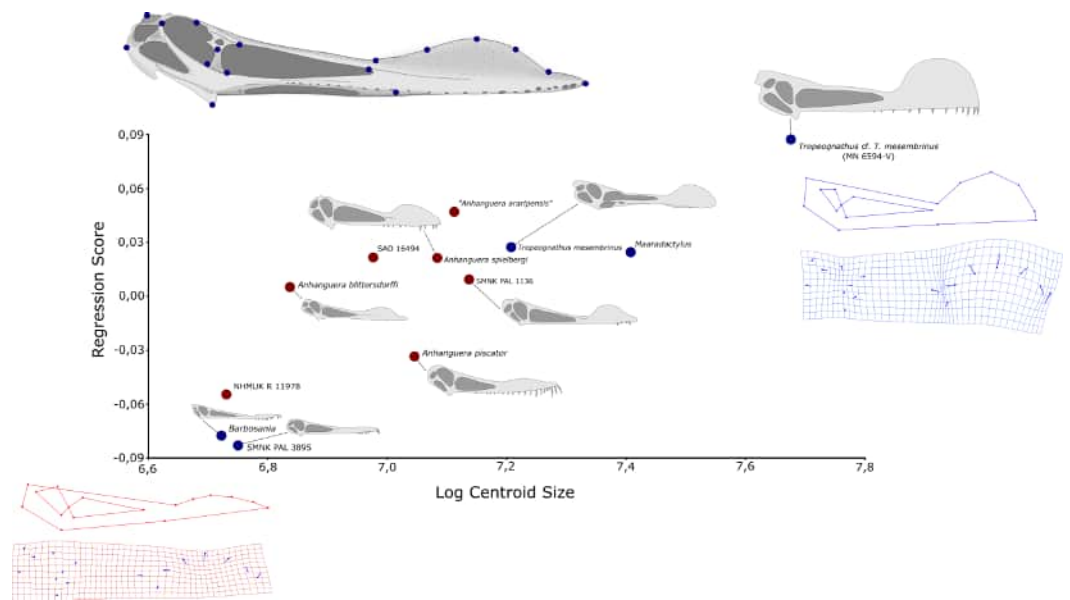 0,09
Tropeognathus cf. T. mesembrinus
(MN 6594-V)
0,06
"Anhanguera araripensis"
SAO 16494
Tropeognathus mesembrinus
Maaradactylus
0,03
Anhanguera spielbergi
SMNK PAL 1136
Anhanguera blittersdorffi
0,00
Regression Score
-0,03
Anhanguera piscator
NHMUK R 11978
-0,06
Barbosania
SMNK PAL 3895
-0,09
6,6
6,8
7,0
7,2
7,4
7,6
7,8
Log Centroid Size